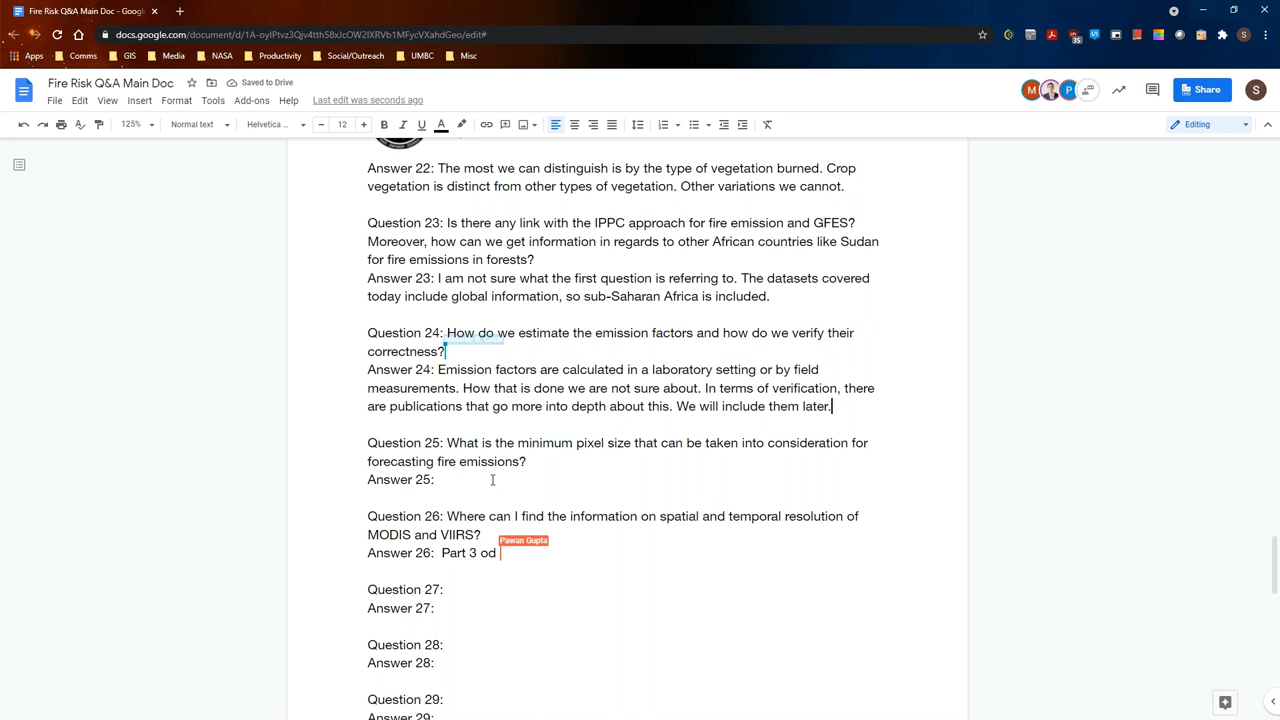 Fire Risk Q&A Main Doc - Googl
docs.google.com/document/d/1A-oyIPtvz3Qjv4tth58xJcOW2lXRVb1MFycVXahdGeo/edit#
Apps Comms GIS Media NASA Productivity Social/Outreach UMBC Misc
Fire Risk Q&A Main Doc Saved to Drive
File Edit View Insert Format Tools Add-ons Help Last edit was seconds ago
M P Share S
125% Normal text Helvetica ... 12 Editing
Answer 22: The most we can distinguish is by the type of vegetation burned. Crop
vegetation is distinct from other types of vegetation. Other variations we cannot.
Question 23: Is there any link with the IPPC approach for fire emission and GFES?
Moreover, how can we get information in regards to other African countries like Sudan
for fire emissions in forests?
Answer 23: I am not sure what the first question is referring to. The datasets covered
today include global information, so sub-Saharan Africa is included.
Question 24: How do we estimate the emission factors and how do we verify their
correctness?
Answer 24: Emission factors are calculated in a laboratory setting or by field
measurements. How that is done we are not sure about. In terms of verification, there
are publications that go more into depth about this. We will include them later.
Question 25: What is the minimum pixel size that can be taken into consideration for
forecasting fire emissions?
Answer 25:
Question 26: Where can I find the information on spatial and temporal resolution of
MODIS and VIIRS?
Pawan Gupta
Answer 26: Part 3 od
Question 27:
Answer 27:
Question 28:
Answer 28:
Question 29:
Answer 29: